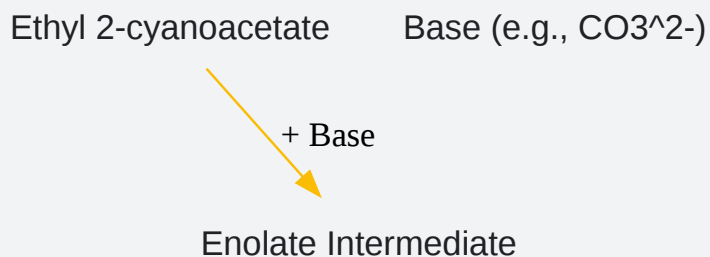 Ethyl 2-cyanoacetate Base (e.g., CO3^2-)
+ Base
Enolate Intermediate